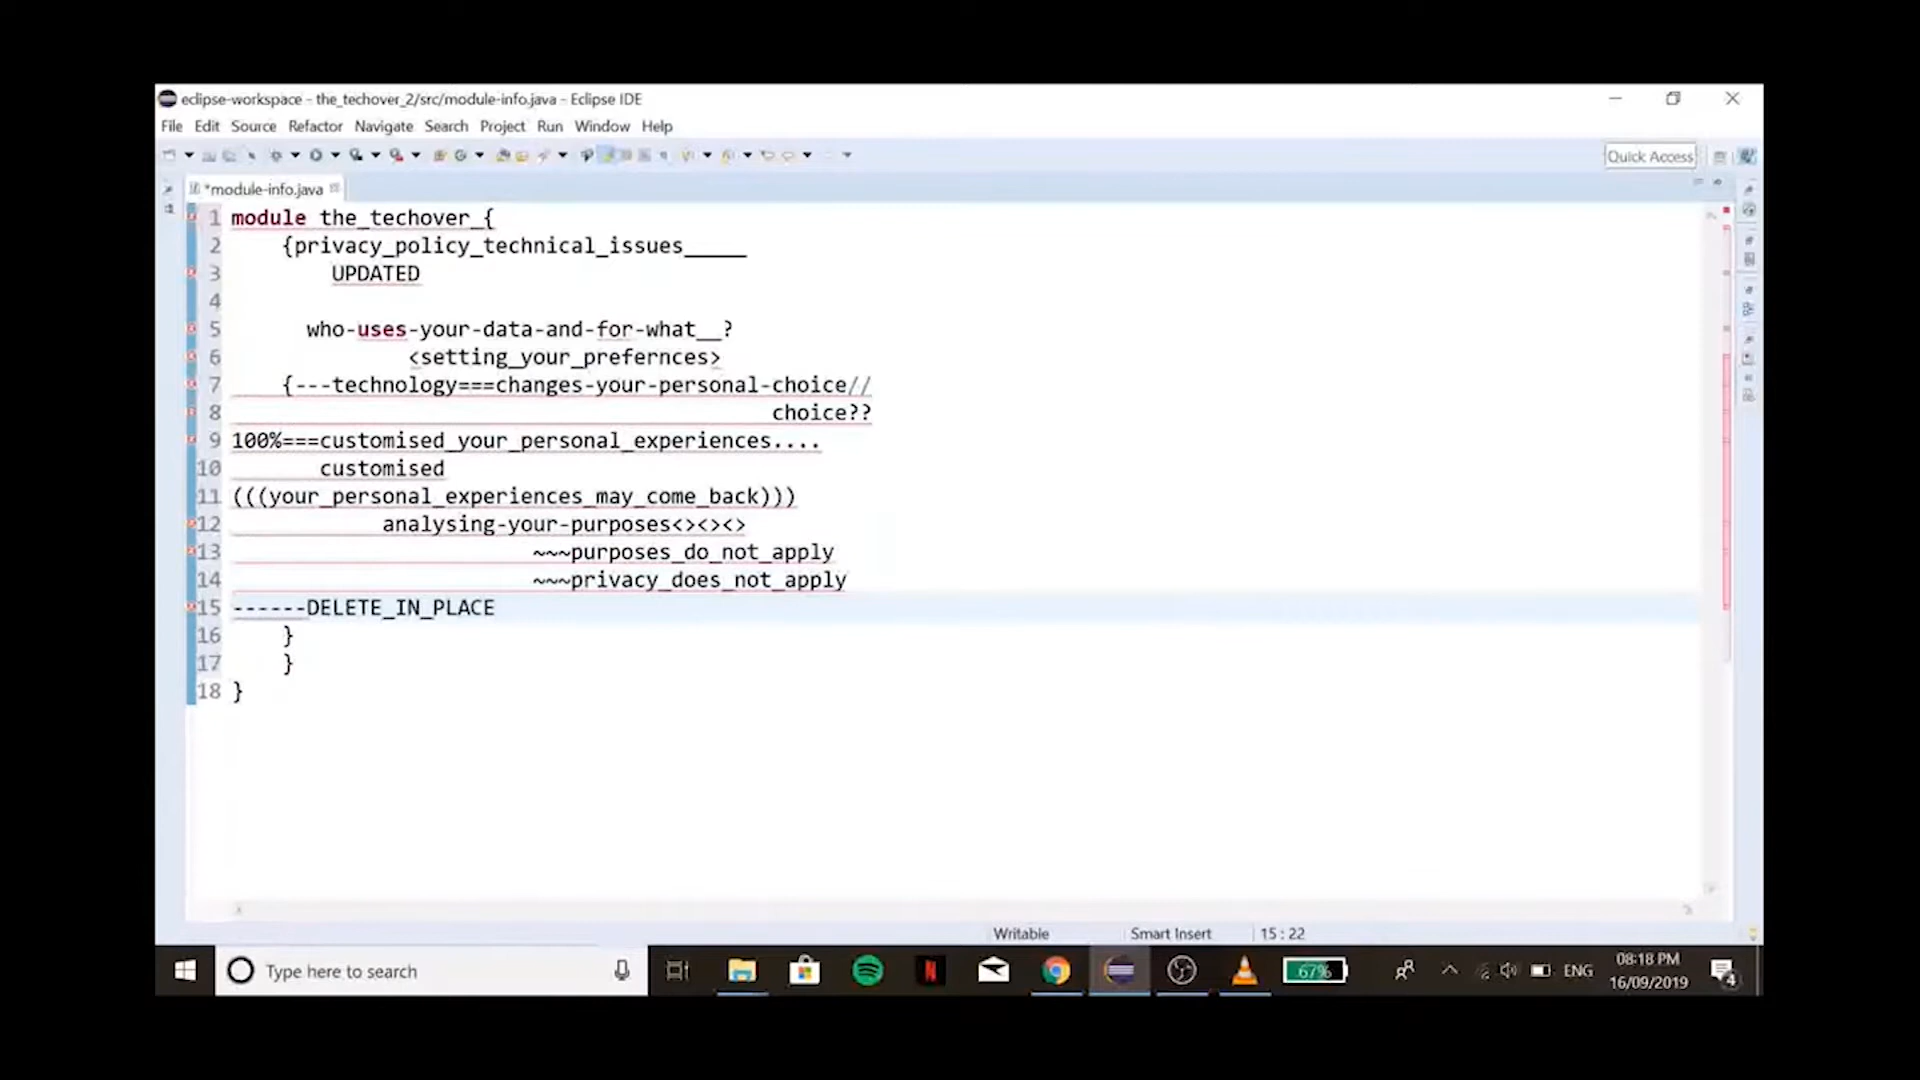 eclipse-workspace - the_techover_2/src/module-info.java - Eclipse IDE
File Edit Source Refactor Navigate Search Project Run Window Help
Quick Access
*module-info.java
1 module the_techover_{
2 {privacy_policy_technical_issues_____
3 UPDATED
4
5 who-uses-your-data-and-for-what__?
6 <setting_your_prefernces>
7 {---technology===changes-your-personal-choice//
8 choice??
9 100%===customised_your_personal_experiences....
10 customised
11 (((your_personal_experiences_may_come_back)))
12 analysing-your-purposes<><><>
13 ~~~purposes_do_not_apply
14 ~~~privacy_does_not_apply
15 ------DELETE_IN_PLACE
16 }
17 }
18 }
Writable Smart Insert 15 : 22
Type here to search 67% ENG 08:18 PM
16/09/2019 4